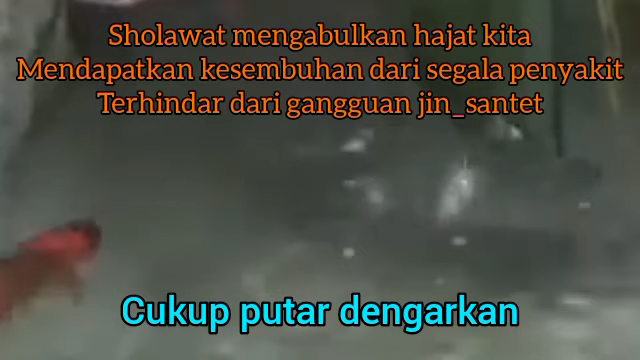 Sholawat mengabulkan hajat kita
Mendapatkan kesembuhan dari segala penyakit
Terhindar dari gangguan jin_santet
Cukup putar dengarkan